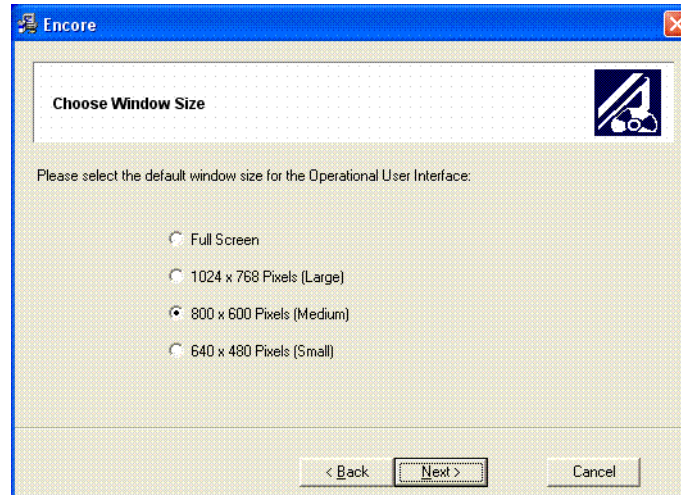 Encore
Choose Window Size
Please select the default window size for the Operational User Interface:
Full Screen
1024 x 768 Pixels (Large)
800 x 600 Pixels (Medium)
640 x 480 Pixels (Small)
< Back Next > Cancel